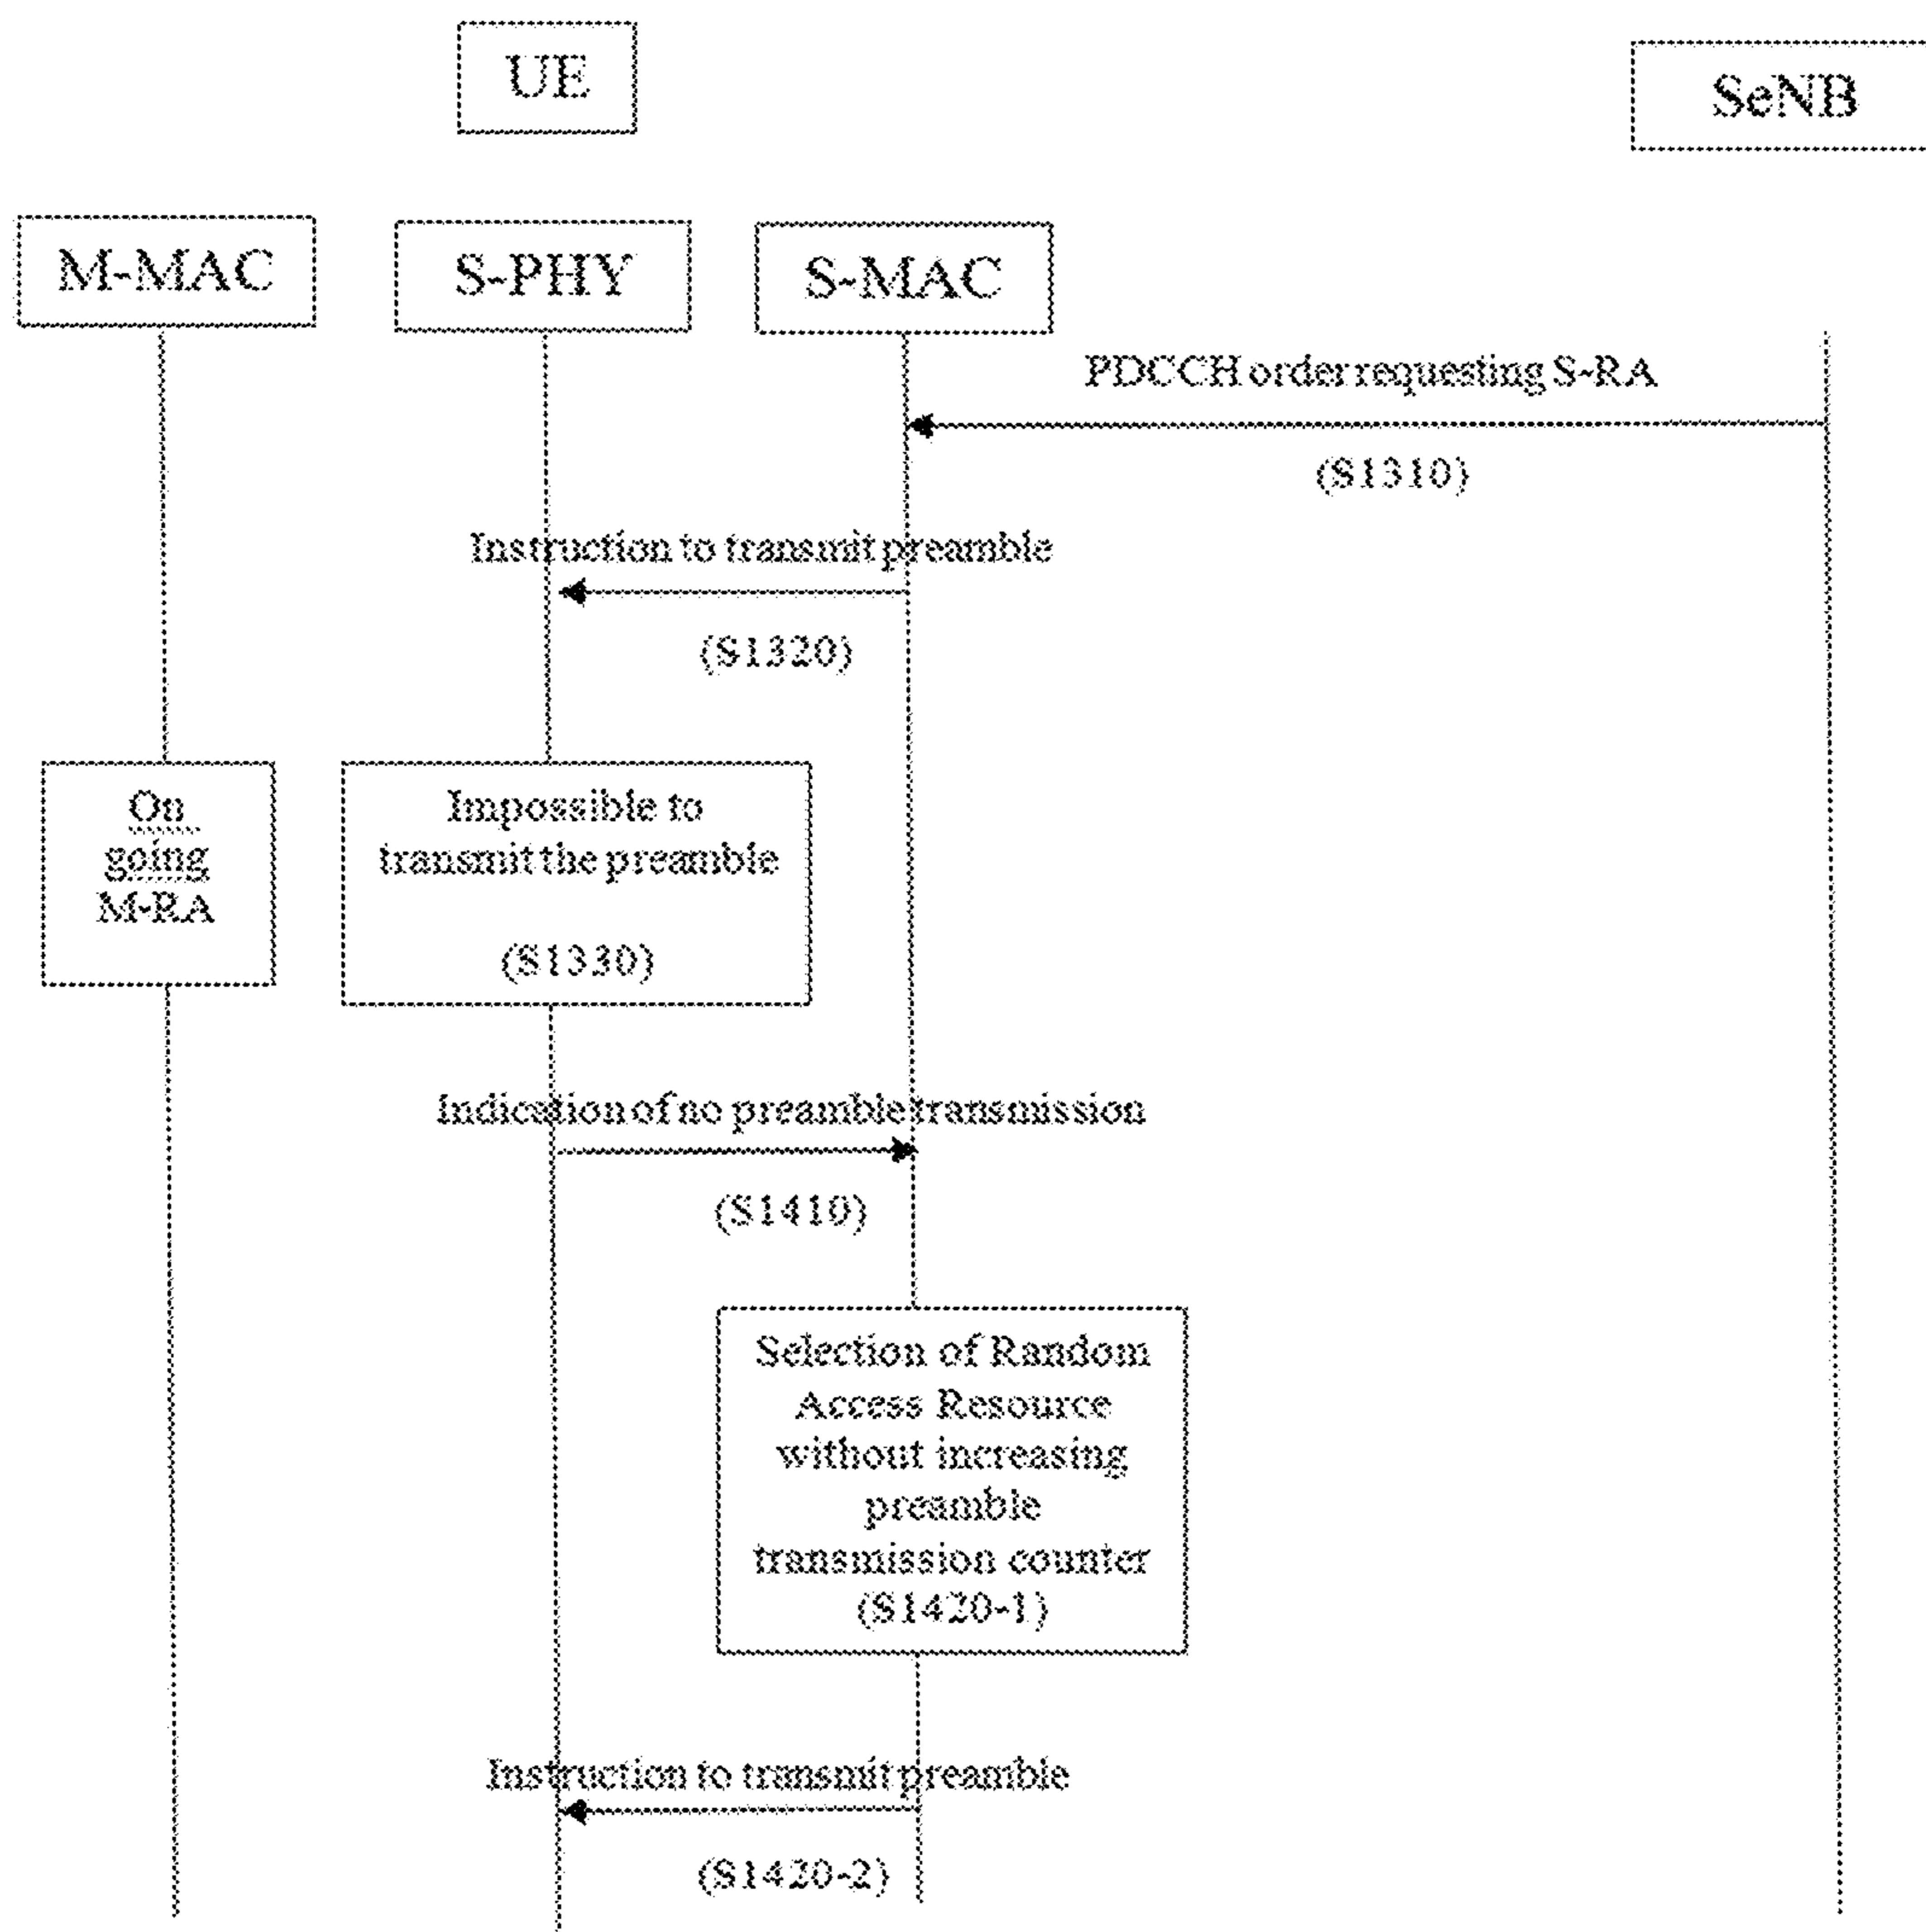 UE
SeNB
M-MAC
S-PHY
S-MAC
PDCCH order requesting S-RA
(S1310)
Instruction to transmit preamble
(S1320)
On
going
M-RA
Impossible to
transmit the preamble
(S1330)
Indication of no preamble transmission
(S1410)
Selection of Random
Access Resource
without increasing
preamble
transmission counter
(S1420-1)
Instruction to transmit preamble
(S1420-2)